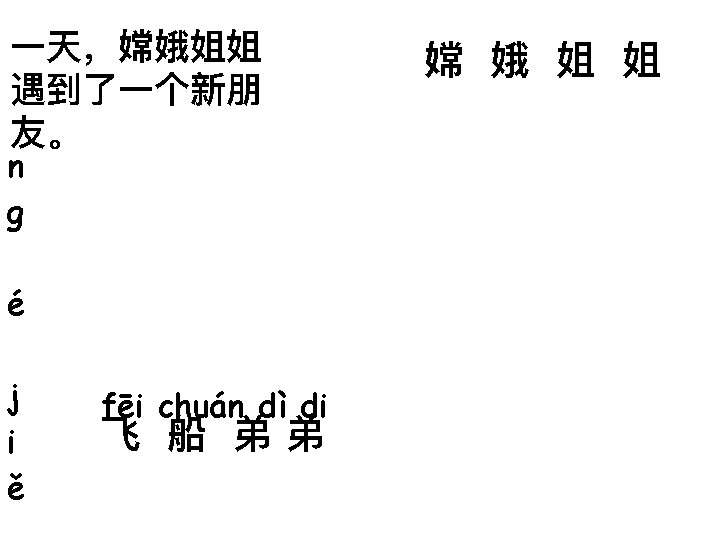 一天，嫦娥姐姐
遇到了一个新朋
友。
嫦 娥 姐 姐
n
g
é
j
i
ě
fēi chuán dì di
飞 船 弟 弟